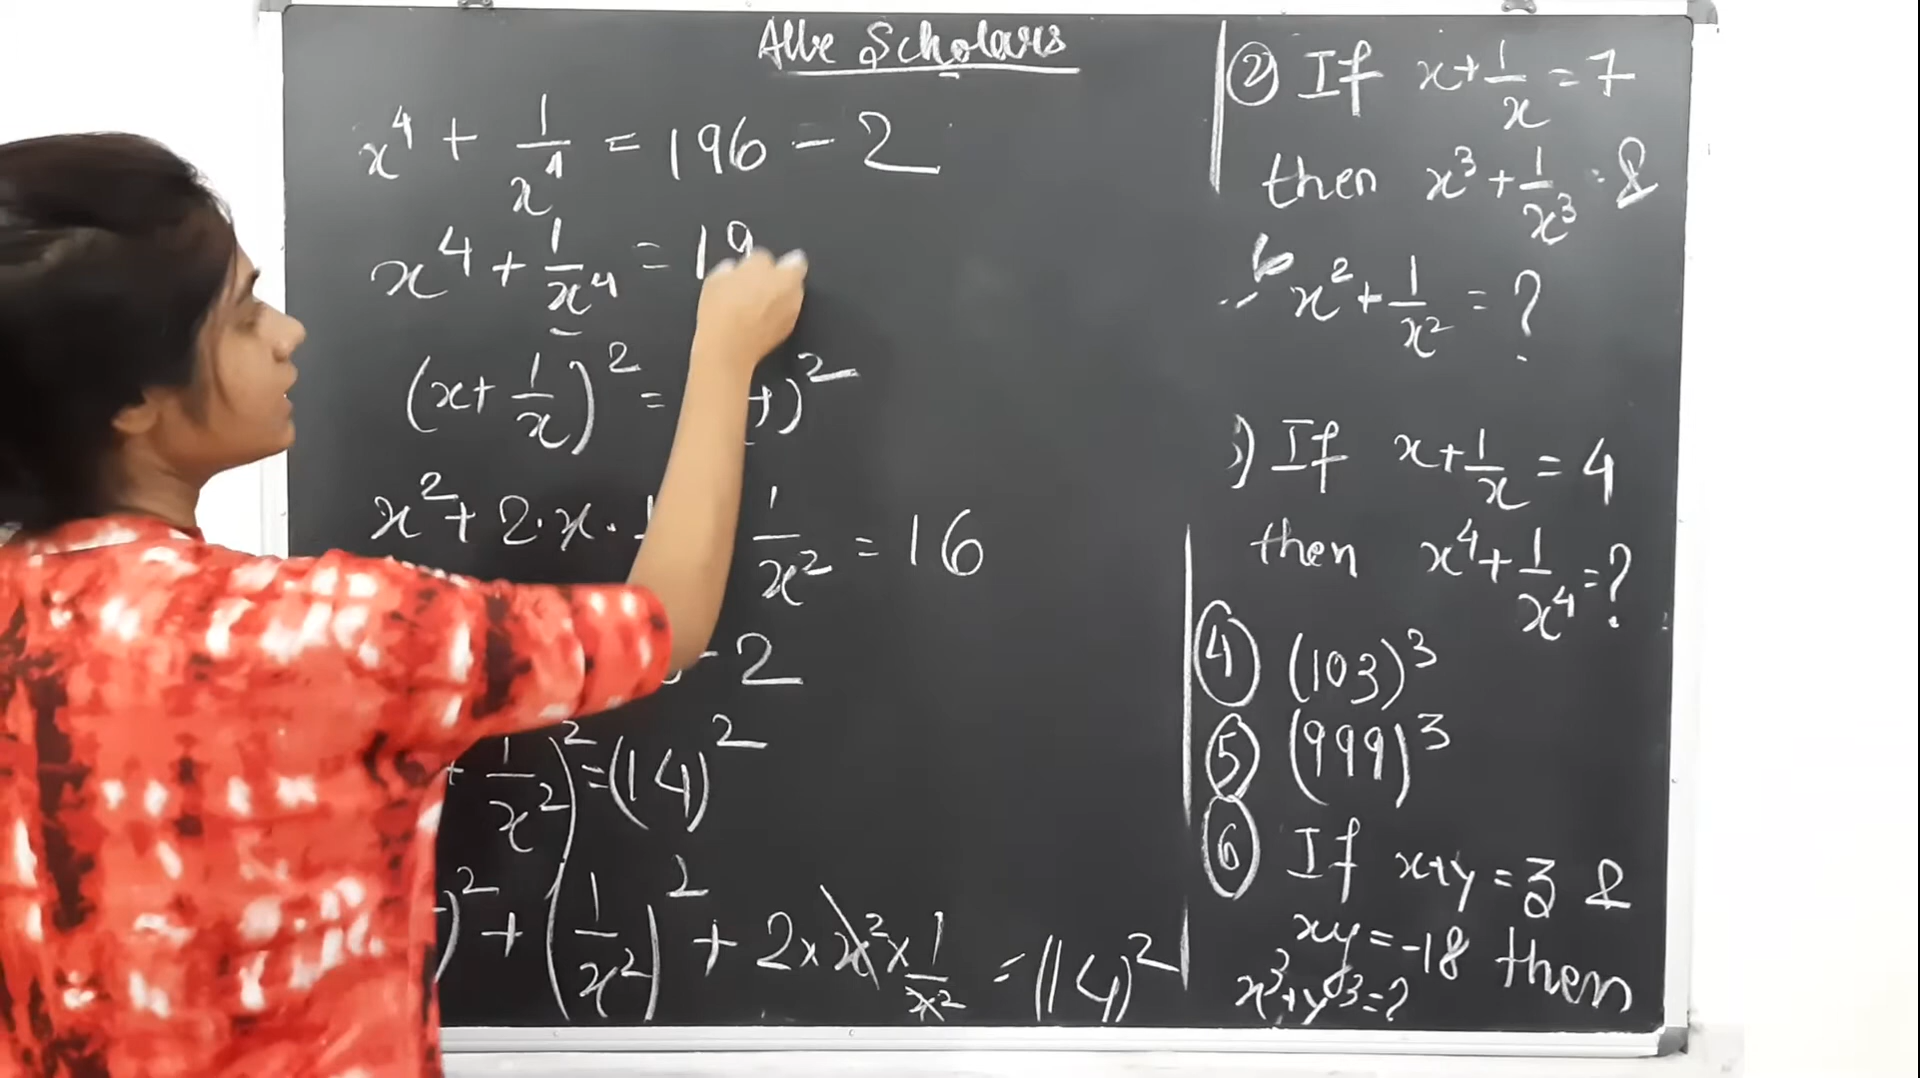 Alle Scholars
x⁴ + 1/x⁴ = 196 - 2
x⁴ + 1/x⁴ = 19
(x + 1/x)² =
)²
x² + 2·x·
1/x² = 16
- 2
1/x²)² = (14)²
)² + (1/x²)² + 2 × x² × 1/x² = (14)²
② If x + 1/x = 7
then x³ + 1/x³ &
x² + 1/x² = ?
) If x + 1/x = 4
then x⁴ + 1/x⁴ = ?
④ (103)³
⑤ (999)³
⑥ If x+y = 3 &
xy = -18 then
x³+y³ = ?